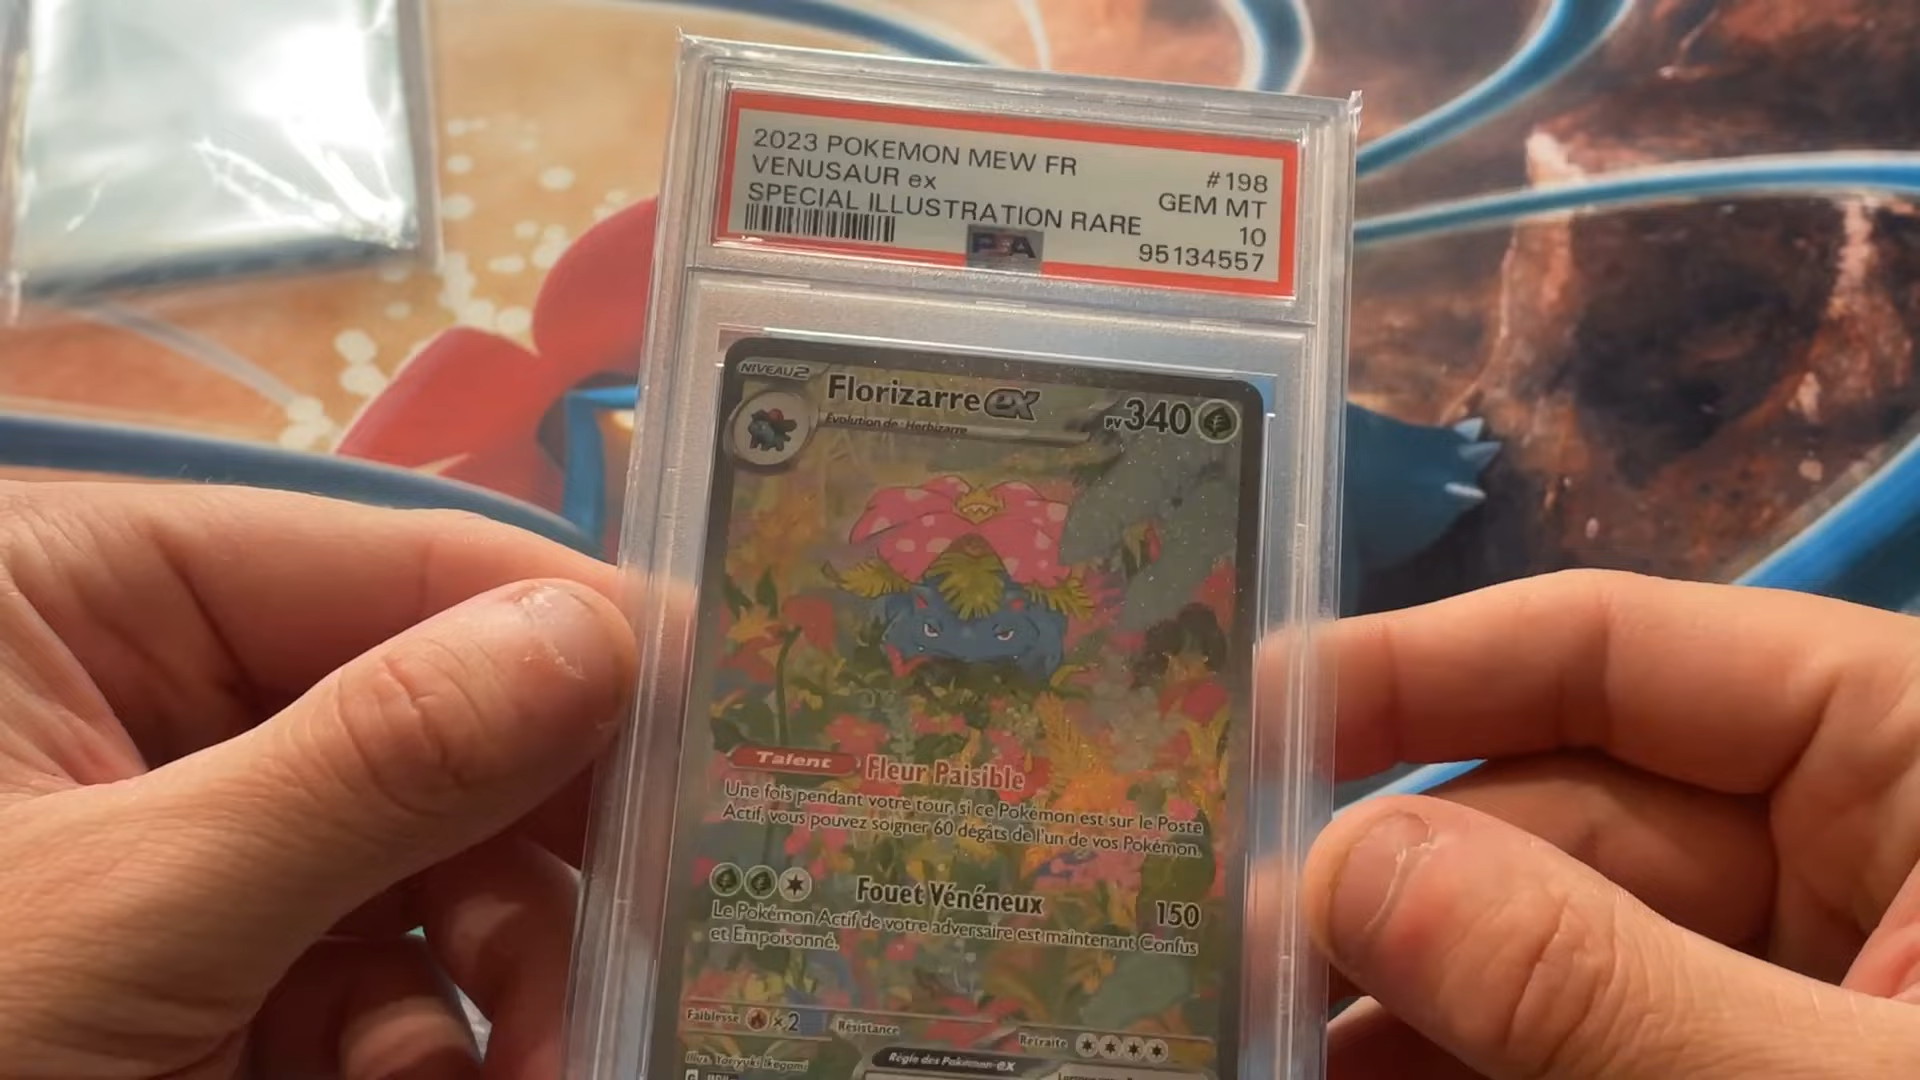 2023 POKEMON MEW FR
VENUSAUR ex
SPECIAL ILLUSTRATION RARE
#198
GEM MT
10
95134557
PSA
NIVEAU 2
Florizarre ex
PV 340
Évolution de : Herbizarre
Talent Fleur Paisible
Une fois pendant votre tour, si ce Pokémon est sur le Poste
Actif, vous pouvez soigner 60 dégâts de l'un de vos Pokémon.
Fouet Vénéneux 150
Le Pokémon Actif de votre adversaire est maintenant Confus
et Empoisonné.
Faiblesse ×2 Résistance Retraite
Illus. Yoriyuki Ikegami
Règle des Pokémon-ex